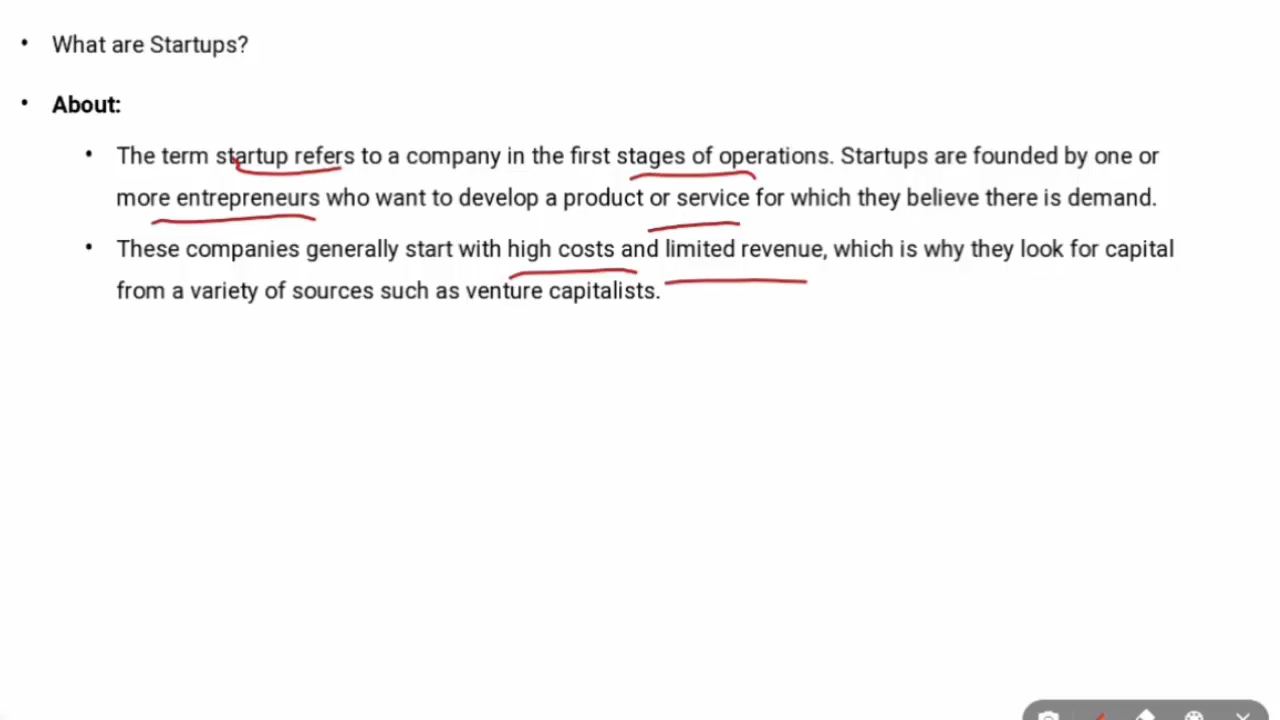 • What are Startups?
• About:
• The term startup refers to a company in the first stages of operations. Startups are founded by one or
more entrepreneurs who want to develop a product or service for which they believe there is demand.
• These companies generally start with high costs and limited revenue, which is why they look for capital
from a variety of sources such as venture capitalists.